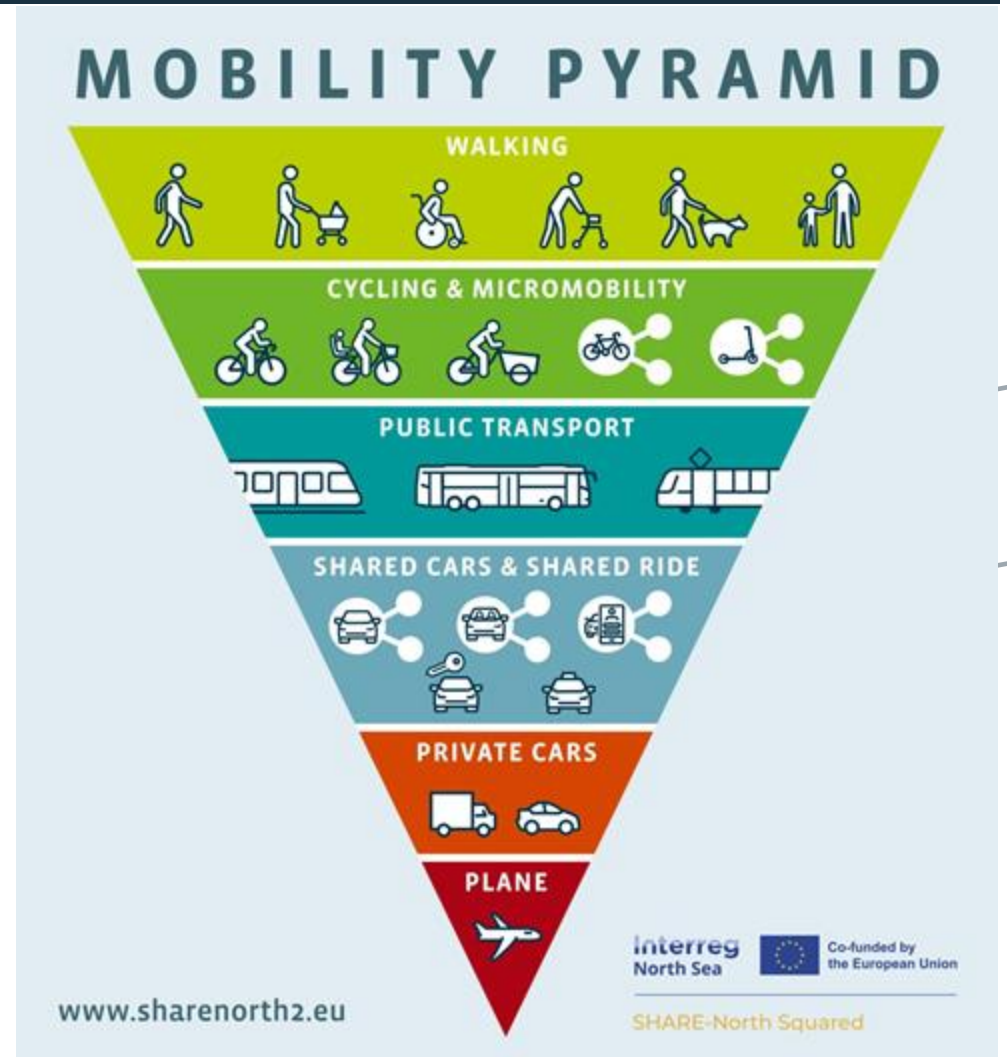 MOBILITY PYRAMID
WALKING
CYCLING & MICROMOBILITY
PUBLIC TRANSPORT
SHARED CARS & SHARED RIDE
PRIVATE CARS
PLANE
Interreg
North Sea
Co-funded by
the European Union
www.sharenorth2.eu
SHARE-North Squared